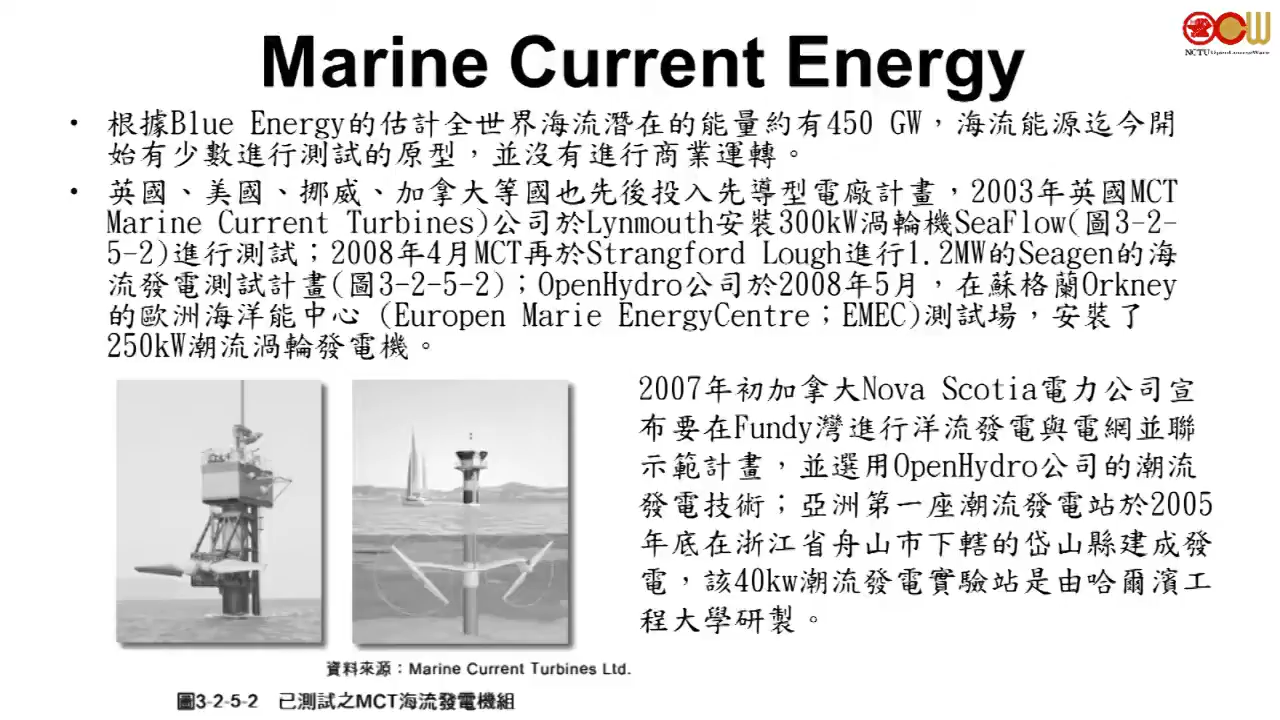 NCTU OpenCourseWare
Marine Current Energy
• 根據Blue Energy的估計全世界海流潛在的能量約有450 GW，海流能源迄今開
始有少數進行測試的原型，並沒有進行商業運轉。
• 英國、美國、挪威、加拿大等國也先後投入先導型電廠計畫，2003年英國MCT
Marine Current Turbines)公司於Lynmouth安裝300kW渦輪機SeaFlow(圖3-2-
5-2)進行測試；2008年4月MCT再於Strangford Lough進行1.2MW的Seagen的海
流發電測試計畫(圖3-2-5-2)；OpenHydro公司於2008年5月，在蘇格蘭Orkney
的歐洲海洋能中心 (Europen Marie EnergyCentre；EMEC)測試場，安裝了
250kW潮流渦輪發電機。
2007年初加拿大Nova Scotia電力公司宣
布要在Fundy灣進行洋流發電與電網並聯
示範計畫，並選用OpenHydro公司的潮流
發電技術；亞洲第一座潮流發電站於2005
年底在浙江省舟山市下轄的岱山縣建成發
電，該40kw潮流發電實驗站是由哈爾濱工
程大學研製。
資料來源：Marine Current Turbines Ltd.
圖3-2-5-2 已測試之MCT海流發電機組